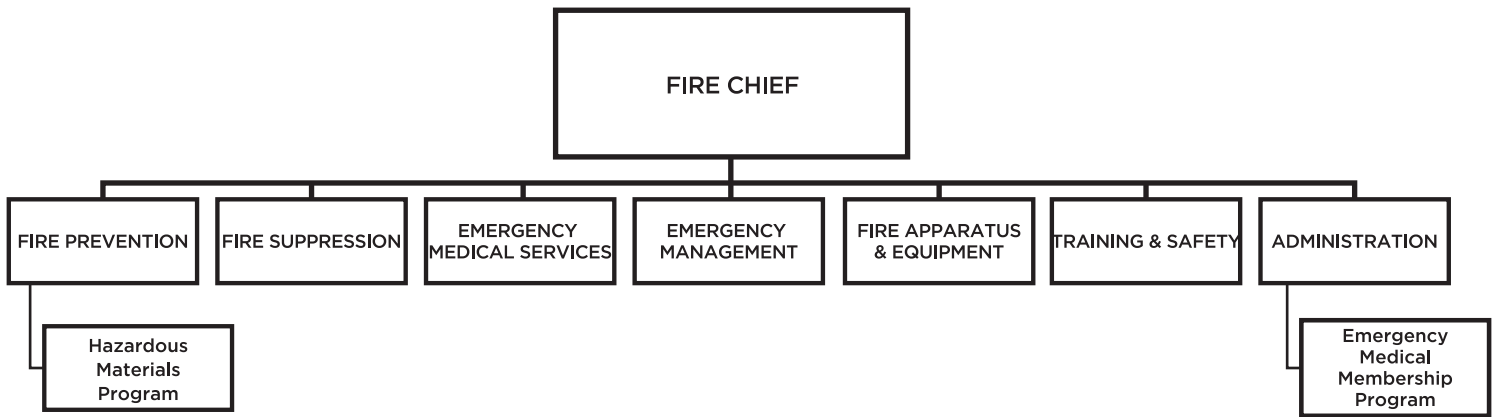 FIRE CHIEF
FIRE PREVENTION
FIRE SUPPRESSION
EMERGENCY
MEDICAL SERVICES
EMERGENCY
MANAGEMENT
FIRE APPARATUS
& EQUIPMENT
TRAINING & SAFETY
ADMINISTRATION
Hazardous
Materials
Program
Emergency
Medical
Membership
Program